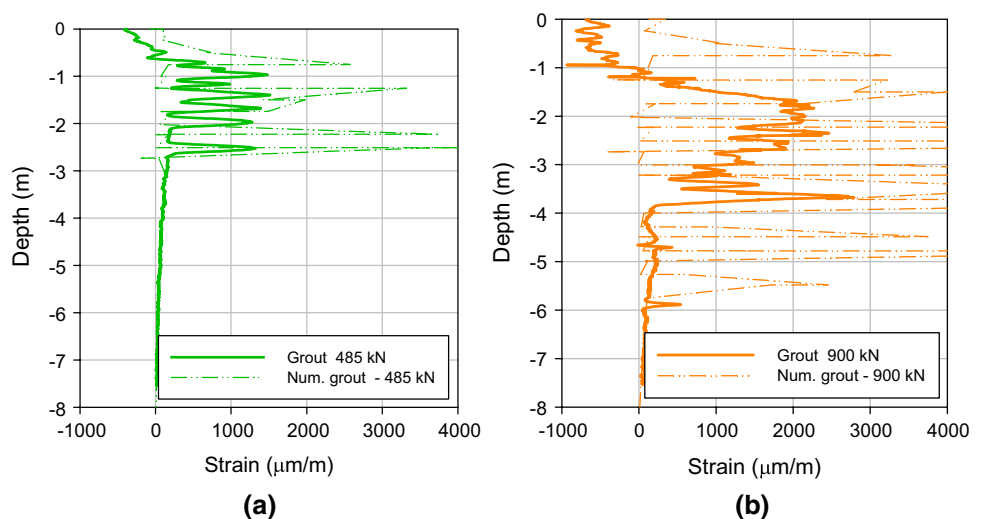 0
-1
-2
-3
-4
-5
-6
-7
-8
Depth (m)
Grout 485 kN
Num. grout - 485 kN
-1000 0 1000 2000 3000 4000
Strain (µm/m)
(a)
0
-1
-2
-3
-4
-5
-6
-7
-8
Depth (m)
Grout 900 kN
Num. grout - 900 kN
-1000 0 1000 2000 3000 4000
Strain (µm/m)
(b)